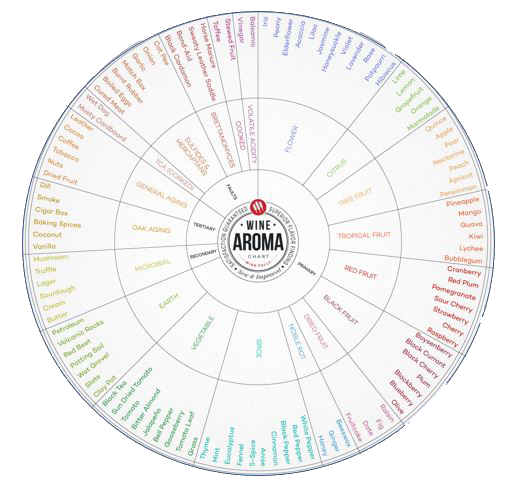 SATISFACTION GUARANTEED
SUPERIOR FLAVOR FINDING
WINE
AROMA
CHART
WINE FOLLY
New & Improved
PRIMARY
FLOWER
Iris
Peony
Elderflower
Acacia
Lilac
Jasmine
Honeysuckle
Violet
Lavender
Rose
Potpourri
Hibiscus
CITRUS
Lime
Lemon
Grapefruit
Orange
Marmalade
TREE FRUIT
Quince
Apple
Pear
Nectarine
Peach
Apricot
Persimmon
TROPICAL FRUIT
Pineapple
Mango
Guava
Kiwi
Lychee
Bubblegum
RED FRUIT
Cranberry
Red Plum
Pomegranate
Sour Cherry
Strawberry
Cherry
Raspberry
BLACK FRUIT
Boysenberry
Black Currant
Black Cherry
Plum
Blackberry
Blueberry
Olive
DRIED FRUIT
Raisin
Fig
Date
Fruitcake
NOBLE ROT
Beeswax
Ginger
Honey
SPICE
White Pepper
Red Pepper
Black Pepper
Cinnamon
Anise
5-Spice
Fennel
Eucalyptus
Mint
Thyme
VEGETABLE
Grass
Tomato Leaf
Gooseberry
Bell Pepper
Jalapeño
Bitter Almond
Tomato
Sun Dried Tomato
Black Tea
EARTH
Clay Pot
Slate
Wet Gravel
Potting Soil
Red Beet
Volcanic Rocks
Petroleum
SECONDARY
MICROBIAL
Butter
Cream
Sourdough
Lager
Truffle
Mushroom
TERTIARY
OAK AGING
Vanilla
Coconut
Baking Spices
Cigar Box
Smoke
Dill
GENERAL AGING
Dried Fruit
Nuts
Tobacco
Coffee
Cocoa
Leather
FAULTS
TCA (CORKED)
Musty Cardboard
Wet Dog
SULFIDES &
MERCAPTANS
Cured Meat
Boiled Eggs
Burnt Rubber
Match Box
Garlic
Onion
Cat Pee
BRETTANOMYCES
Black Cardamom
Band-Aid
Sweaty Leather Saddle
Horse Manure
COOKED
Toffee
Stewed Fruit
VOLATILE ACIDITY
Vinegar
Balsamic